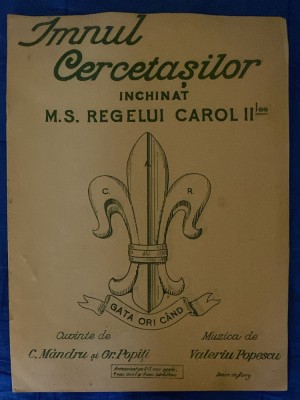 Imnul
Cercetașilor
INCHINAT
M.S. REGELUI CAROL II lea
A.
C. R.
GATA ORI CÂND
Cuvinte de
Muzica de
C. Mândru și Gr. Popiți
Valeriu Popescu